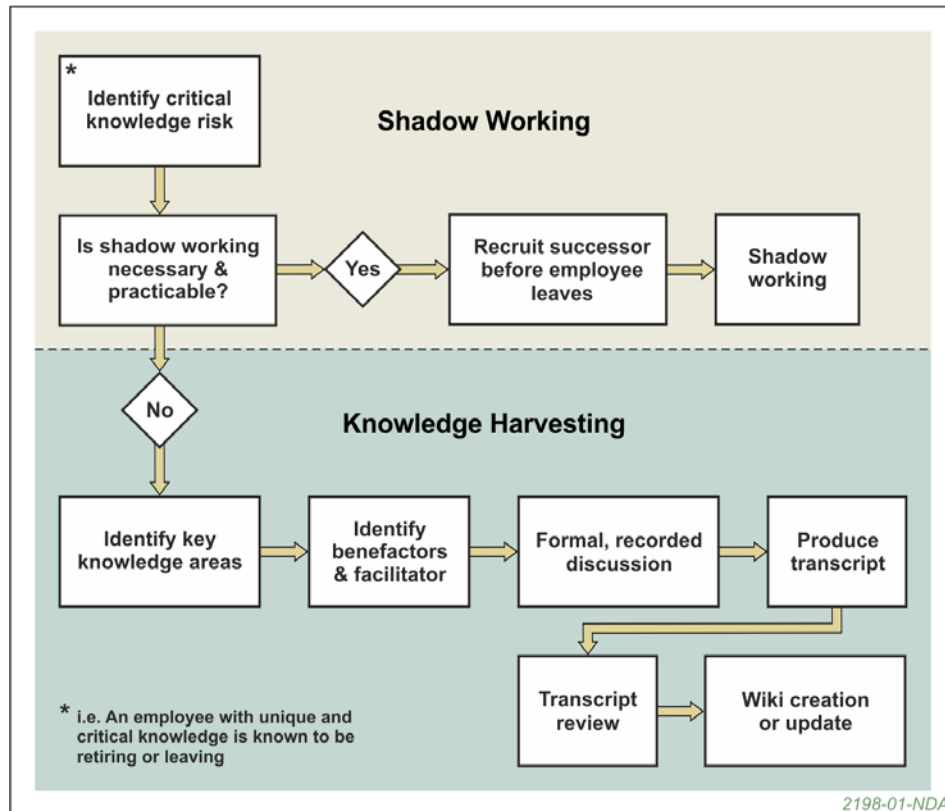 *
Identify critical
knowledge risk
Shadow Working
Is shadow working
necessary &
practicable?
Yes
Recruit successor
before employee
leaves
Shadow
working
No
Knowledge Harvesting
Identify key
knowledge areas
Identify
benefactors
& facilitator
Formal, recorded
discussion
Produce
transcript
Transcript
review
Wiki creation
or update
* i.e. An employee with unique and
critical knowledge is known to be
retiring or leaving
2198-01-NDA